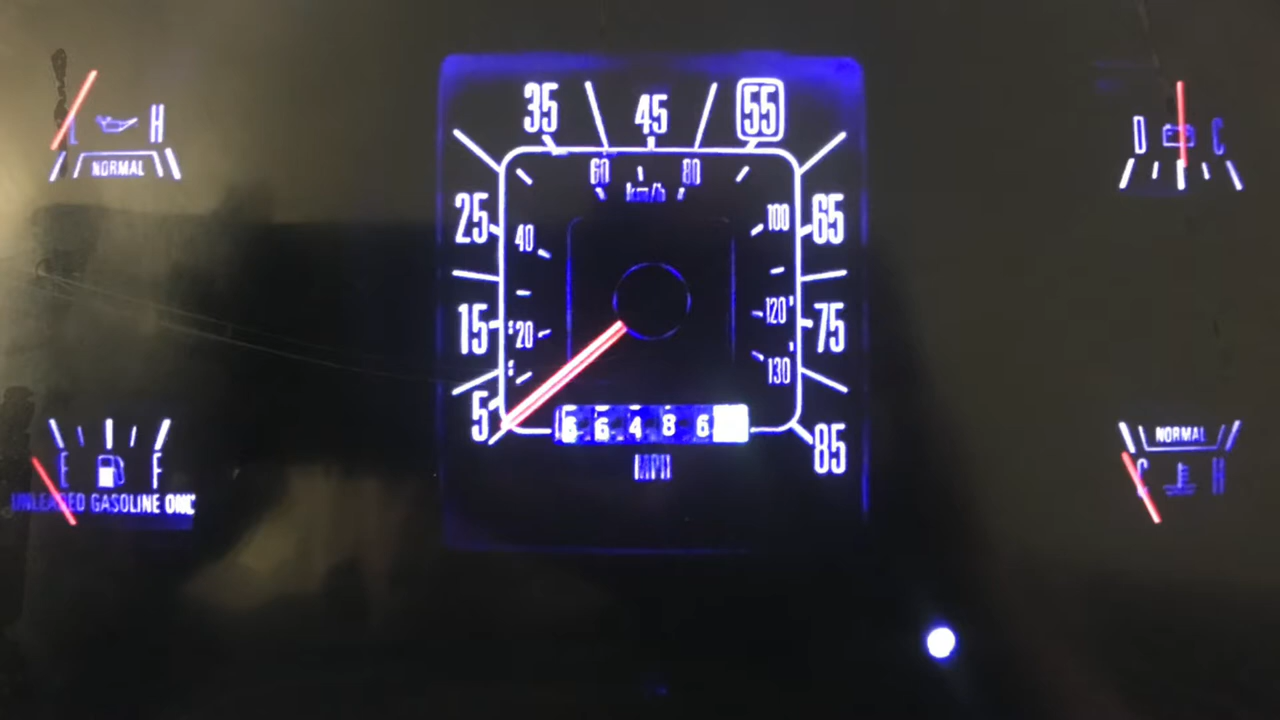 35 45 55
60 80
km/h
L H
NORMAL
D C
25 40 100 65
15 20 120 75
130
5 85
6 4 8 6
MPH
E F
UNLEADED GASOLINE ONLY
NORMAL
C H